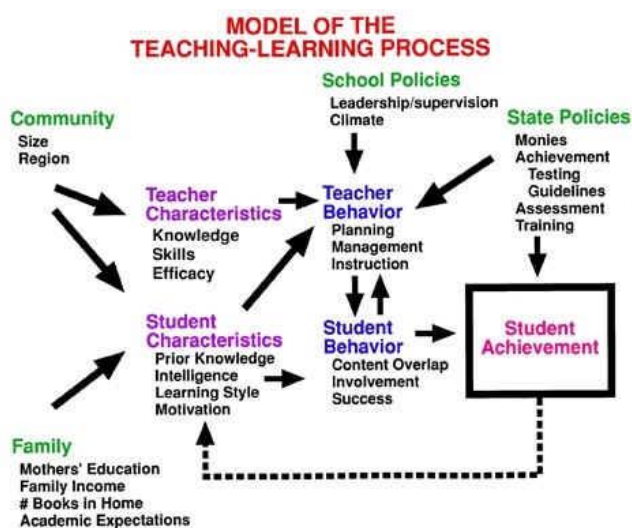 MODEL OF THE
TEACHING-LEARNING PROCESS
School Policies
Leadership/supervision
Climate
Community
Size
Region
State Policies
Monies
Achievement
Testing
Guidelines
Assessment
Training
Teacher
Characteristics
Knowledge
Skills
Efficacy
Teacher
Behavior
Planning
Management
Instruction
Student
Characteristics
Prior Knowledge
Intelligence
Learning Style
Motivation
Student
Behavior
Content Overlap
Involvement
Success
Student
Achievement
Family
Mothers' Education
Family Income
# Books in Home
Academic Expectations